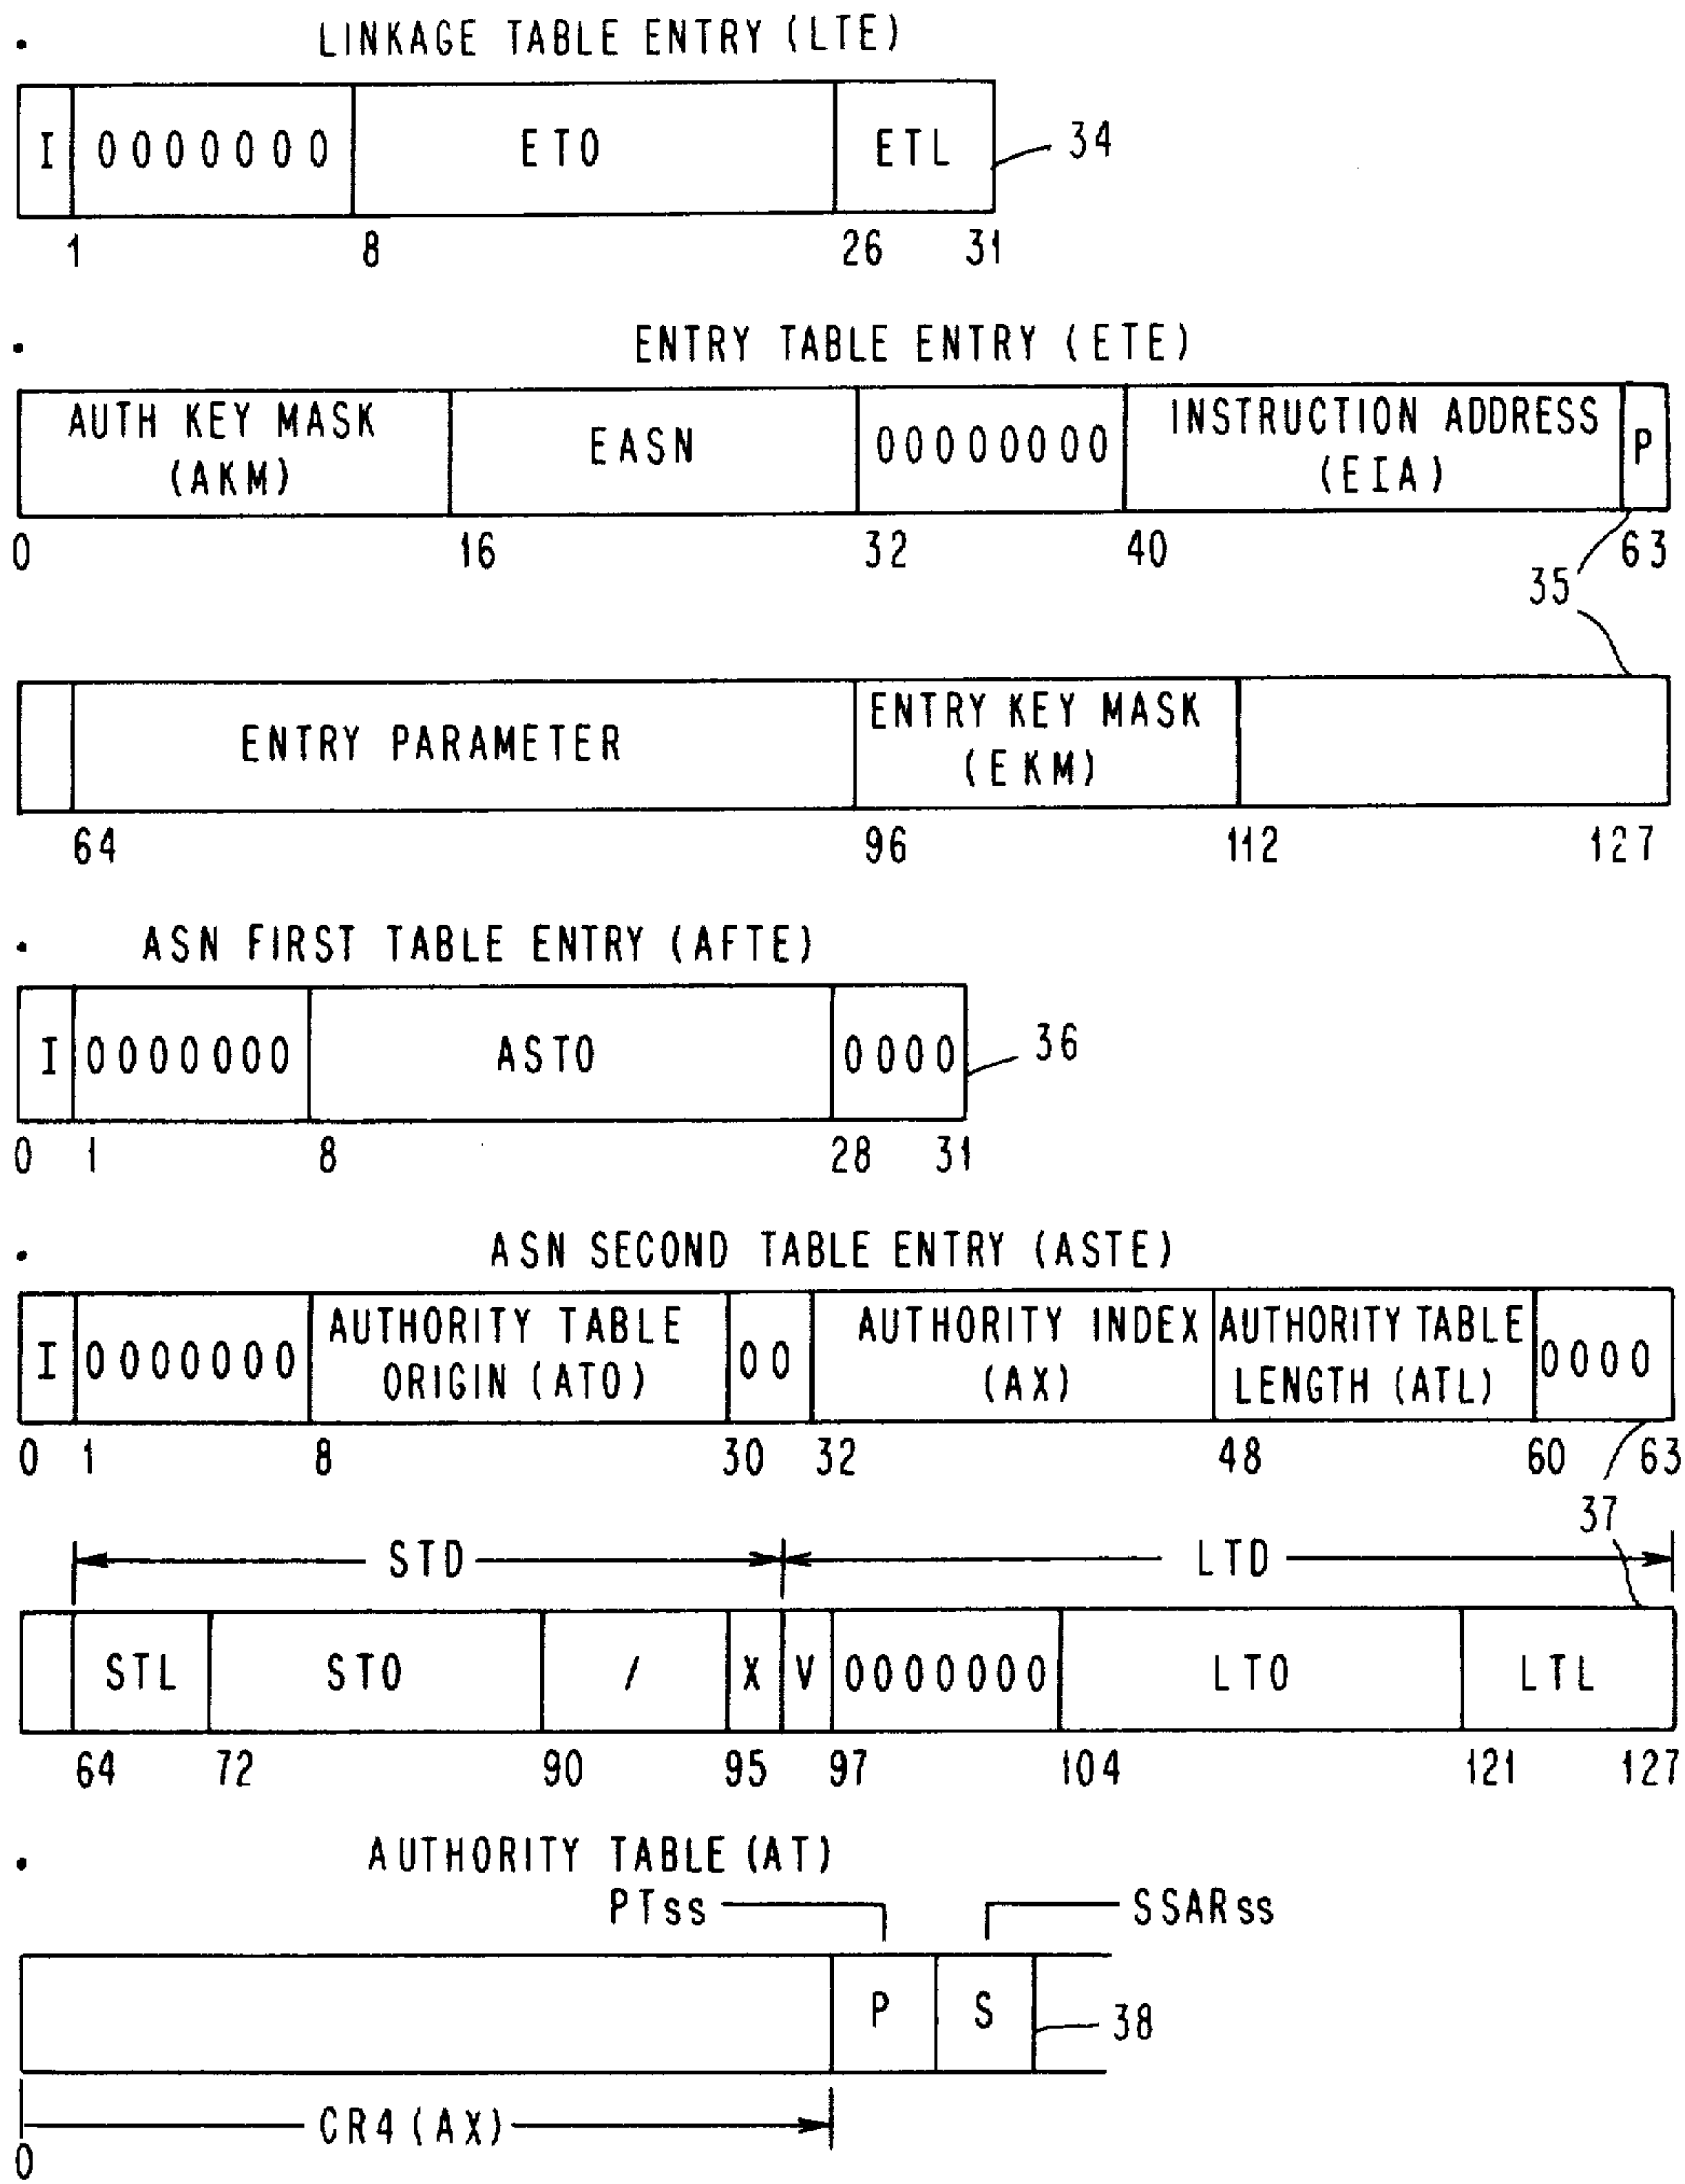 LINKAGE TABLE ENTRY (LTE)
I 0000000 ETO ETL 34
1 8 26 31
ENTRY TABLE ENTRY (ETE)
AUTH KEY MASK (AKM) EASN 00000000 INSTRUCTION ADDRESS (EIA) P
0 16 32 40 63
35
ENTRY PARAMETER ENTRY KEY MASK (EKM)
64 96 112 127
ASN FIRST TABLE ENTRY (AFTE)
I 0000000 ASTO 0000 36
0 1 8 28 31
ASN SECOND TABLE ENTRY (ASTE)
I 0000000 AUTHORITY TABLE ORIGIN (ATO) 00 AUTHORITY INDEX (AX) AUTHORITY TABLE LENGTH (ATL) 0000
0 1 8 30 32 48 60 63
37
STD LTD
STL STO / X V 0000000 LTO LTL
64 72 90 95 97 104 121 127
AUTHORITY TABLE (AT)
PTss SSARss
P S 38
CR4 (AX)
0